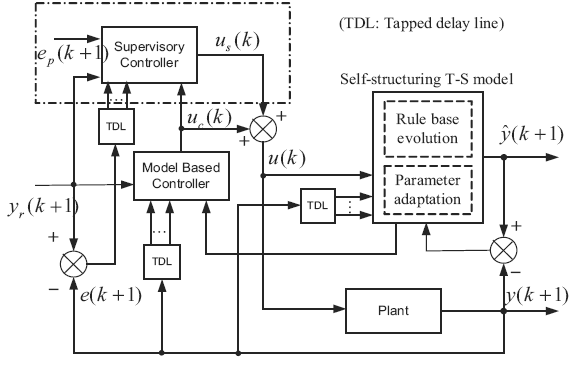 (TDL: Tapped delay line)
Supervisory
Controller
e_p(k+1)
u_s(k)
Self-structuring T-S model
TDL
u_c(k)
+
+
Rule base
evolution
ŷ(k+1)
u(k)
Model Based
Controller
Parameter
adaptation
y_r(k+1)
TDL
...
+
...
+
−
TDL
−
e(k+1)
y(k+1)
Plant